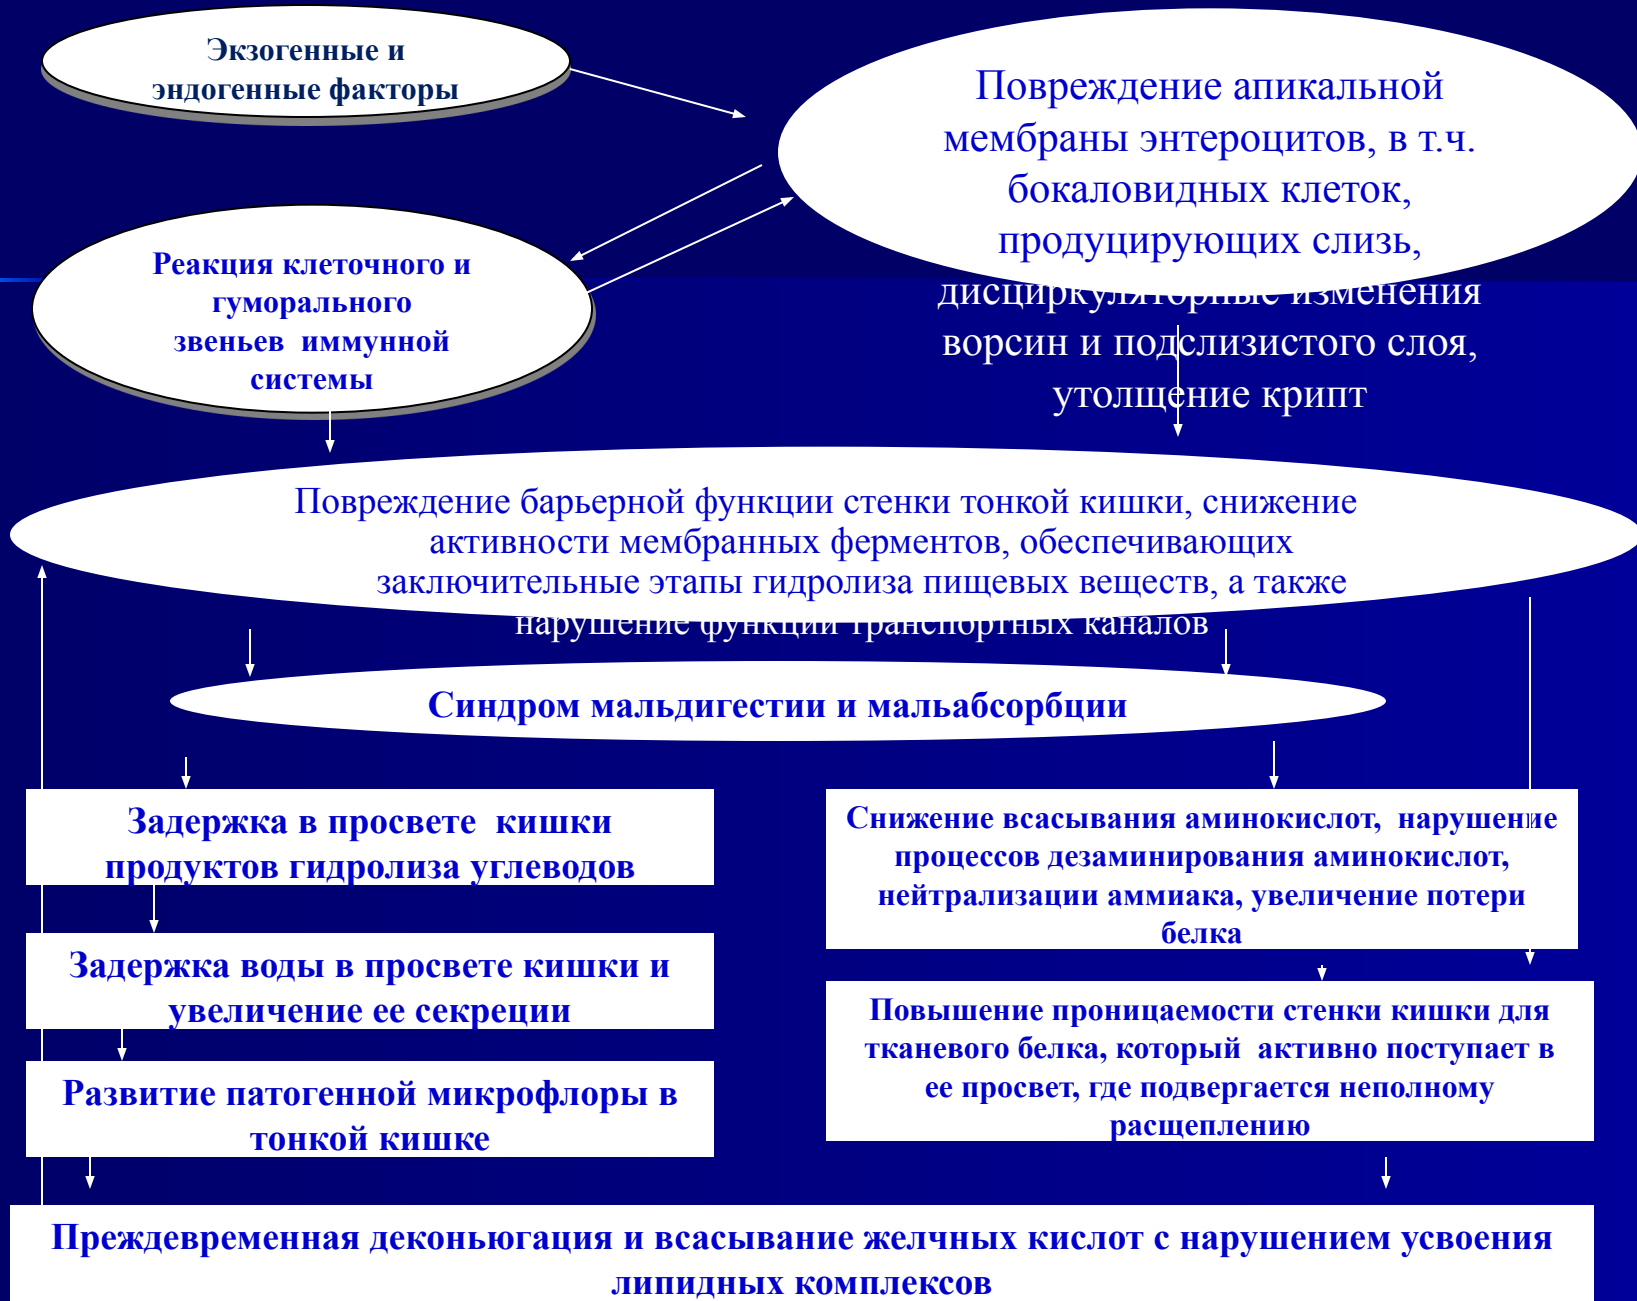 Экзогенные и
эндогенные факторы
Повреждение апикальной
мембраны энтероцитов, в т.ч.
бокаловидных клеток,
продуцирующих слизь,
дисциркуляторные изменения
ворсин и подслизистого слоя,
утолщение крипт
Реакция клеточного и
гуморального
звеньев иммунной
системы
Повреждение барьерной функции стенки тонкой кишки, снижение
активности мембранных ферментов, обеспечивающих
заключительные этапы гидролиза пищевых веществ, а также
нарушение функции транспортных каналов
Синдром мальдигестии и мальабсорбции
Задержка в просвете кишки
продуктов гидролиза углеводов
Задержка воды в просвете кишки и
увеличение ее секреции
Развитие патогенной микрофлоры в
тонкой кишке
Снижение всасывания аминокислот, нарушение
процессов дезаминирования аминокислот,
нейтрализации аммиака, увеличение потери
белка
Повышение проницаемости стенки кишки для
тканевого белка, который активно поступает в
ее просвет, где подвергается неполному
расщеплению
Преждевременная деконьюгация и всасывание желчных кислот с нарушением усвоения
липидных комплексов